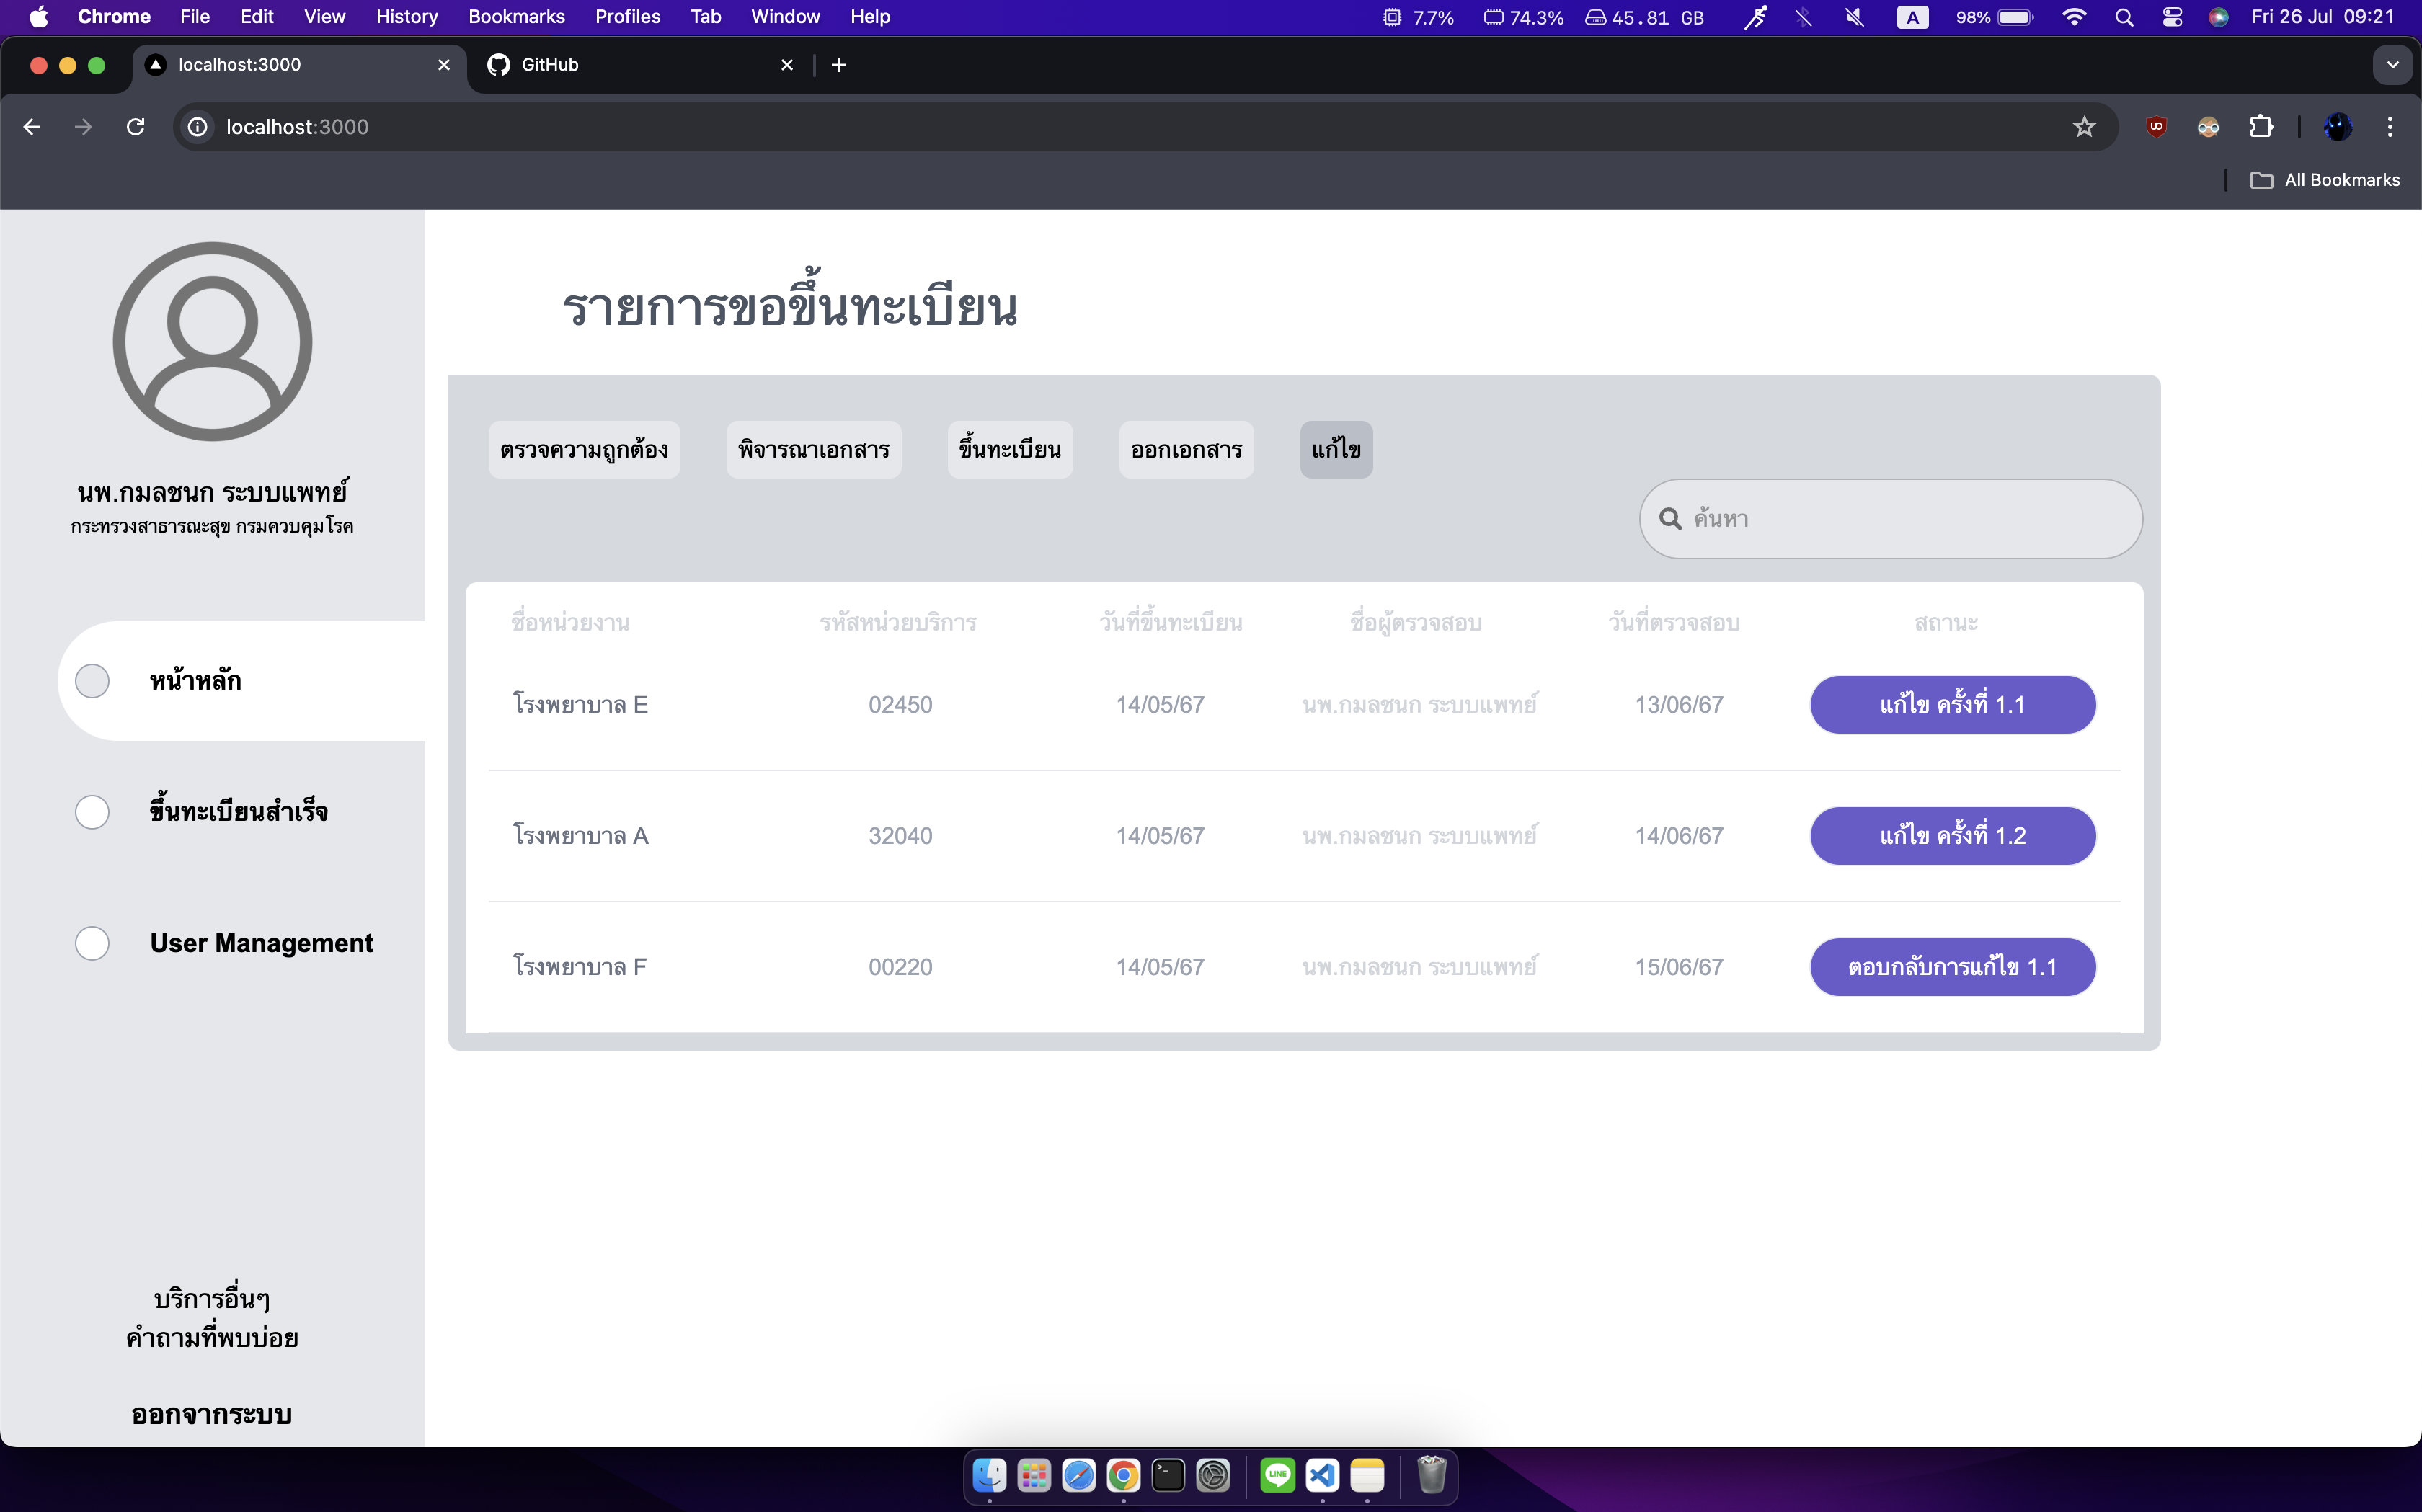 Chrome File Edit View History Bookmarks Profiles Tab Window Help 7.7% 74.3% 45.81 GB A 98% Fri 26 Jul 09:21
localhost:3000 GitHub
localhost:3000
All Bookmarks
นพ.กมลชนก ระบบแพทย์
กระทรวงสาธารณะสุข กรมควบคุมโรค
หน้าหลัก
ขึ้นทะเบียนสำเร็จ
User Management
บริการอื่นๆ
คำถามที่พบบ่อย
ออกจากระบบ
รายการขอขึ้นทะเบียน
ตรวจความถูกต้อง พิจารณาเอกสาร ขึ้นทะเบียน ออกเอกสาร แก้ไข
ค้นหา
ชื่อหน่วยงาน รหัสหน่วยบริการ วันที่ขึ้นทะเบียน ชื่อผู้ตรวจสอบ วันที่ตรวจสอบ สถานะ
โรงพยาบาล E 02450 14/05/67 นพ.กมลชนก ระบบแพทย์ 13/06/67 แก้ไข ครั้งที่ 1.1
โรงพยาบาล A 32040 14/05/67 นพ.กมลชนก ระบบแพทย์ 14/06/67 แก้ไข ครั้งที่ 1.2
โรงพยาบาล F 00220 14/05/67 นพ.กมลชนก ระบบแพทย์ 15/06/67 ตอบกลับการแก้ไข 1.1
LINE